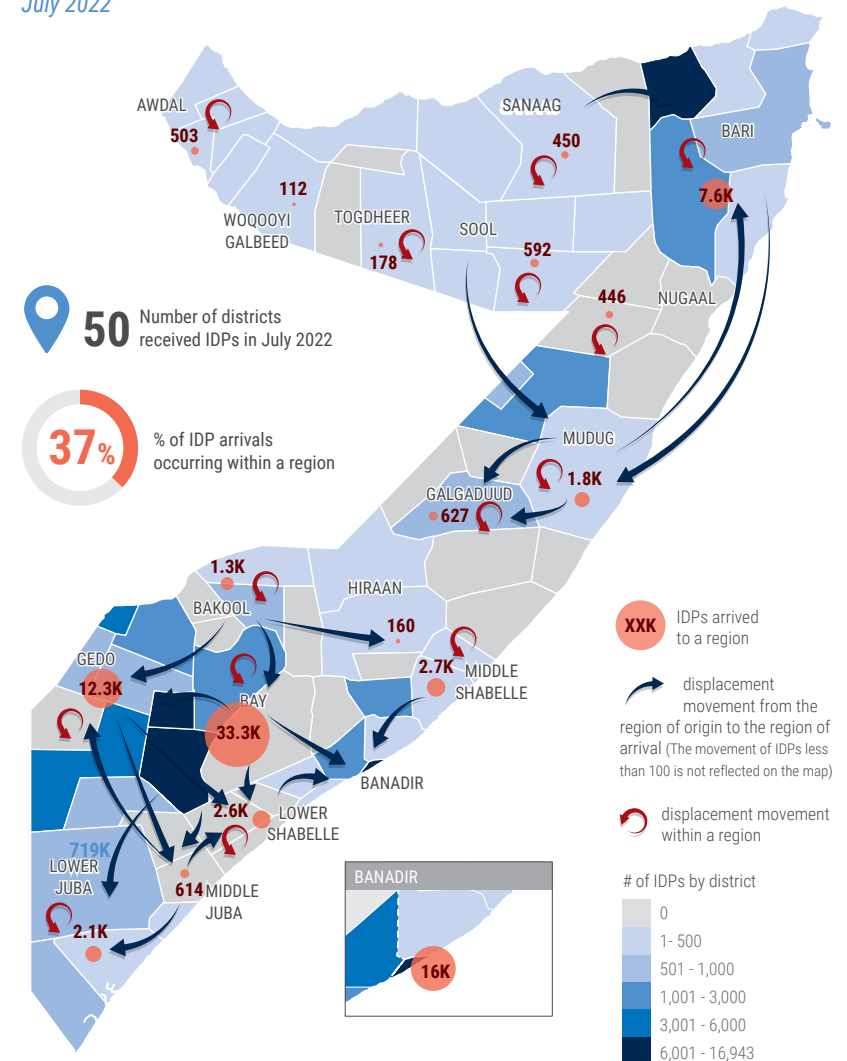 July 2022
AWDAL
503
SANAAG
450
BARI
7.6K
112
WOQOOYI
GALBEED
TOGDHEER
178
SOOL
592
446
NUGAAL
50
Number of districts
received IDPs in July 2022
37%
% of IDP arrivals
occurring within a region
MUDUG
1.8K
GALGADUUD
627
1.3K
BAKOOL
HIRAAN
160
GEDO
12.3K
BAY
33.3K
2.7K
MIDDLE
SHABELLE
BANADIR
2.6K
LOWER
SHABELLE
719K
LOWER
JUBA
614
MIDDLE
JUBA
2.1K
BANADIR
16K
XXK
IDPs arrived
to a region
displacement
movement from the
region of origin to the region of
arrival (The movement of IDPs less
than 100 is not reflected on the map)
displacement movement
within a region
# of IDPs by district
0
1- 500
501 - 1,000
1,001 - 3,000
3,001 - 6,000
6,001 - 16,943